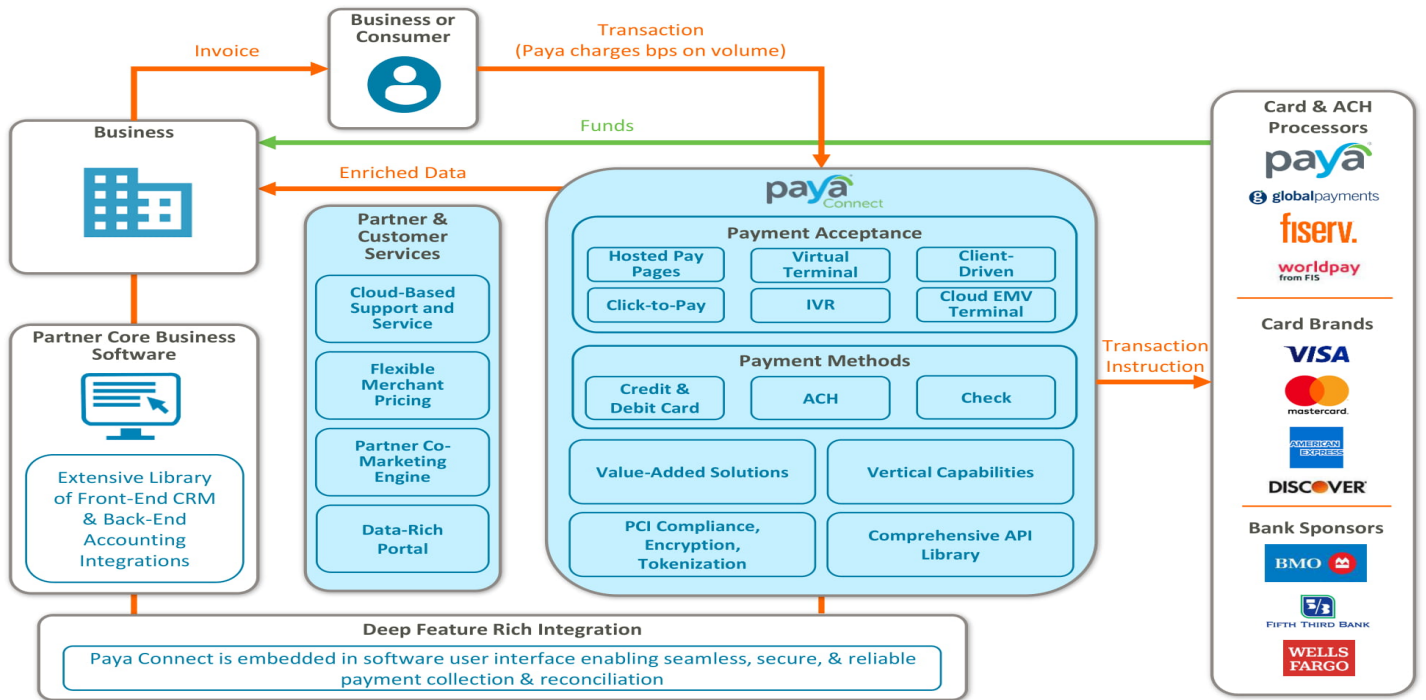 Business or
Consumer
Invoice
Transaction
(Paya charges bps on volume)
Business
Funds
Enriched Data
Partner Core Business
Software
Extensive Library
of Front-End CRM
& Back-End
Accounting
Integrations
Partner &
Customer
Services
Cloud-Based
Support and
Service
Flexible
Merchant
Pricing
Partner Co-
Marketing
Engine
Data-Rich
Portal
paya
Connect
Payment Acceptance
Hosted Pay
Pages
Virtual
Terminal
Client-
Driven
Click-to-Pay
IVR
Cloud EMV
Terminal
Payment Methods
Credit &
Debit Card
ACH
Check
Value-Added Solutions
Vertical Capabilities
PCI Compliance,
Encryption,
Tokenization
Comprehensive API
Library
Transaction
Instruction
Card & ACH
Processors
paya
g globalpayments
fiserv.
worldpay
from FIS
Card Brands
VISA
mastercard.
AMERICAN
EXPRESS
DISCOVER
Bank Sponsors
BMO
5/3
FIFTH THIRD BANK
WELLS
FARGO
Deep Feature Rich Integration
Paya Connect is embedded in software user interface enabling seamless, secure, & reliable
payment collection & reconciliation